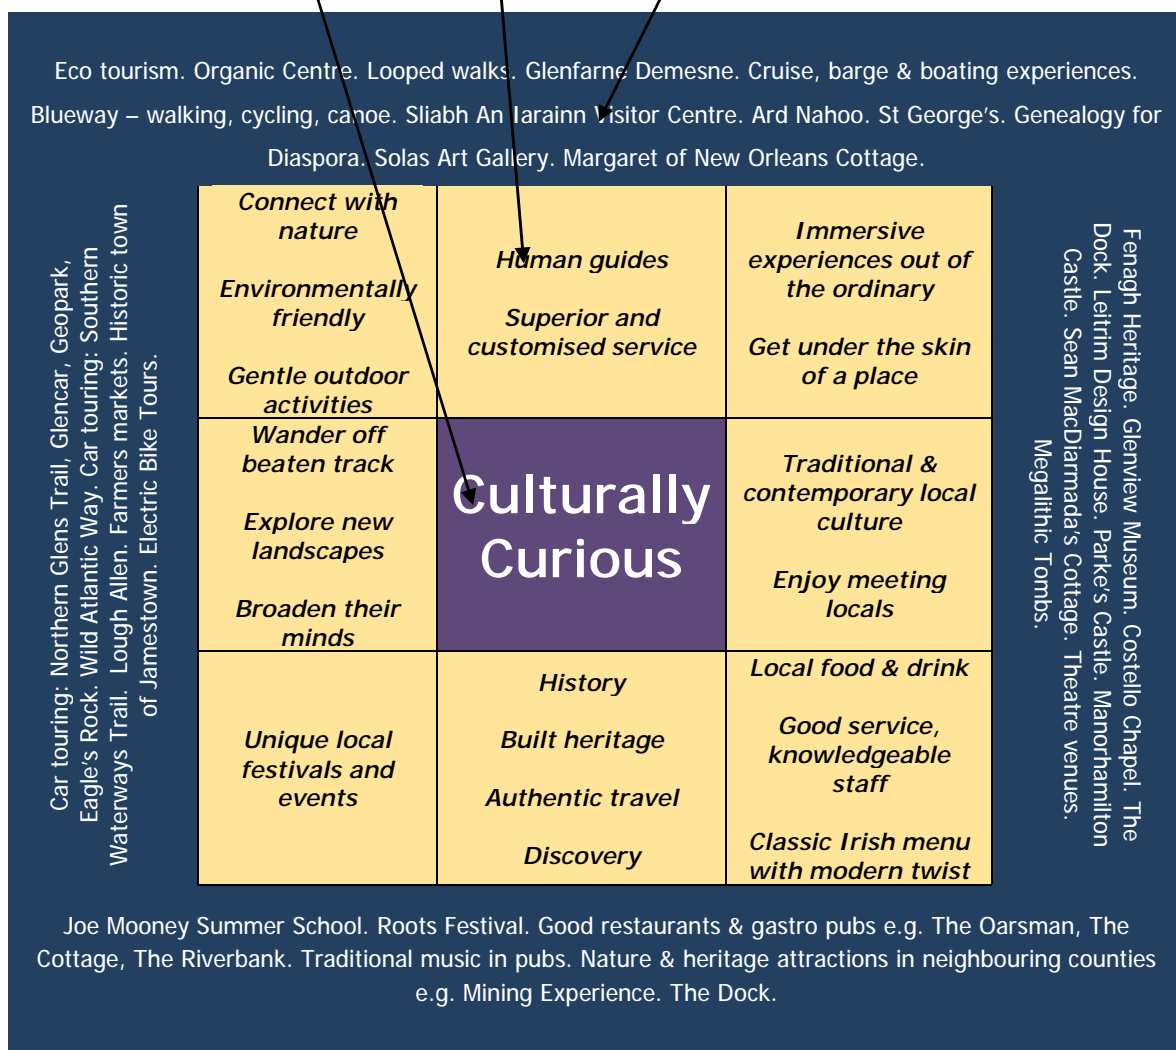 Eco tourism. Organic Centre. Looped walks. Glenfarne Demesne. Cruise, barge & boating experiences.
Blueway – walking, cycling, canoe. Sliabh An Iarainn Visitor Centre. Ard Nahoo. St George's. Genealogy for
Diaspora. Solas Art Gallery. Margaret of New Orleans Cottage.
Car touring: Northern Glens Trail, Glencar, Geopark,
Eagle's Rock. Wild Atlantic Way. Car touring: Southern
Waterways Trail. Lough Allen. Farmers markets. Historic town
of Jamestown. Electric Bike Tours.
Connect with
nature
Environmentally
friendly
Gentle outdoor
activities
Human guides
Superior and
customised service
Immersive
experiences out of
the ordinary
Get under the skin
of a place
Wander off
beaten track
Explore new
landscapes
Broaden their
minds
Culturally
Curious
Traditional &
contemporary local
culture
Enjoy meeting
locals
Unique local
festivals and
events
History
Built heritage
Authentic travel
Discovery
Local food & drink
Good service,
knowledgeable
staff
Classic Irish menu
with modern twist
Fenagh Heritage. Glenview Museum. Costello Chapel. The
Dock. Leitrim Design House. Parke's Castle. Manorhamilton
Castle. Sean MacDiarmada's Cottage. Theatre venues.
Megalithic Tombs.
Joe Mooney Summer School. Roots Festival. Good restaurants & gastro pubs e.g. The Oarsman, The
Cottage, The Riverbank. Traditional music in pubs. Nature & heritage attractions in neighbouring counties
e.g. Mining Experience. The Dock.